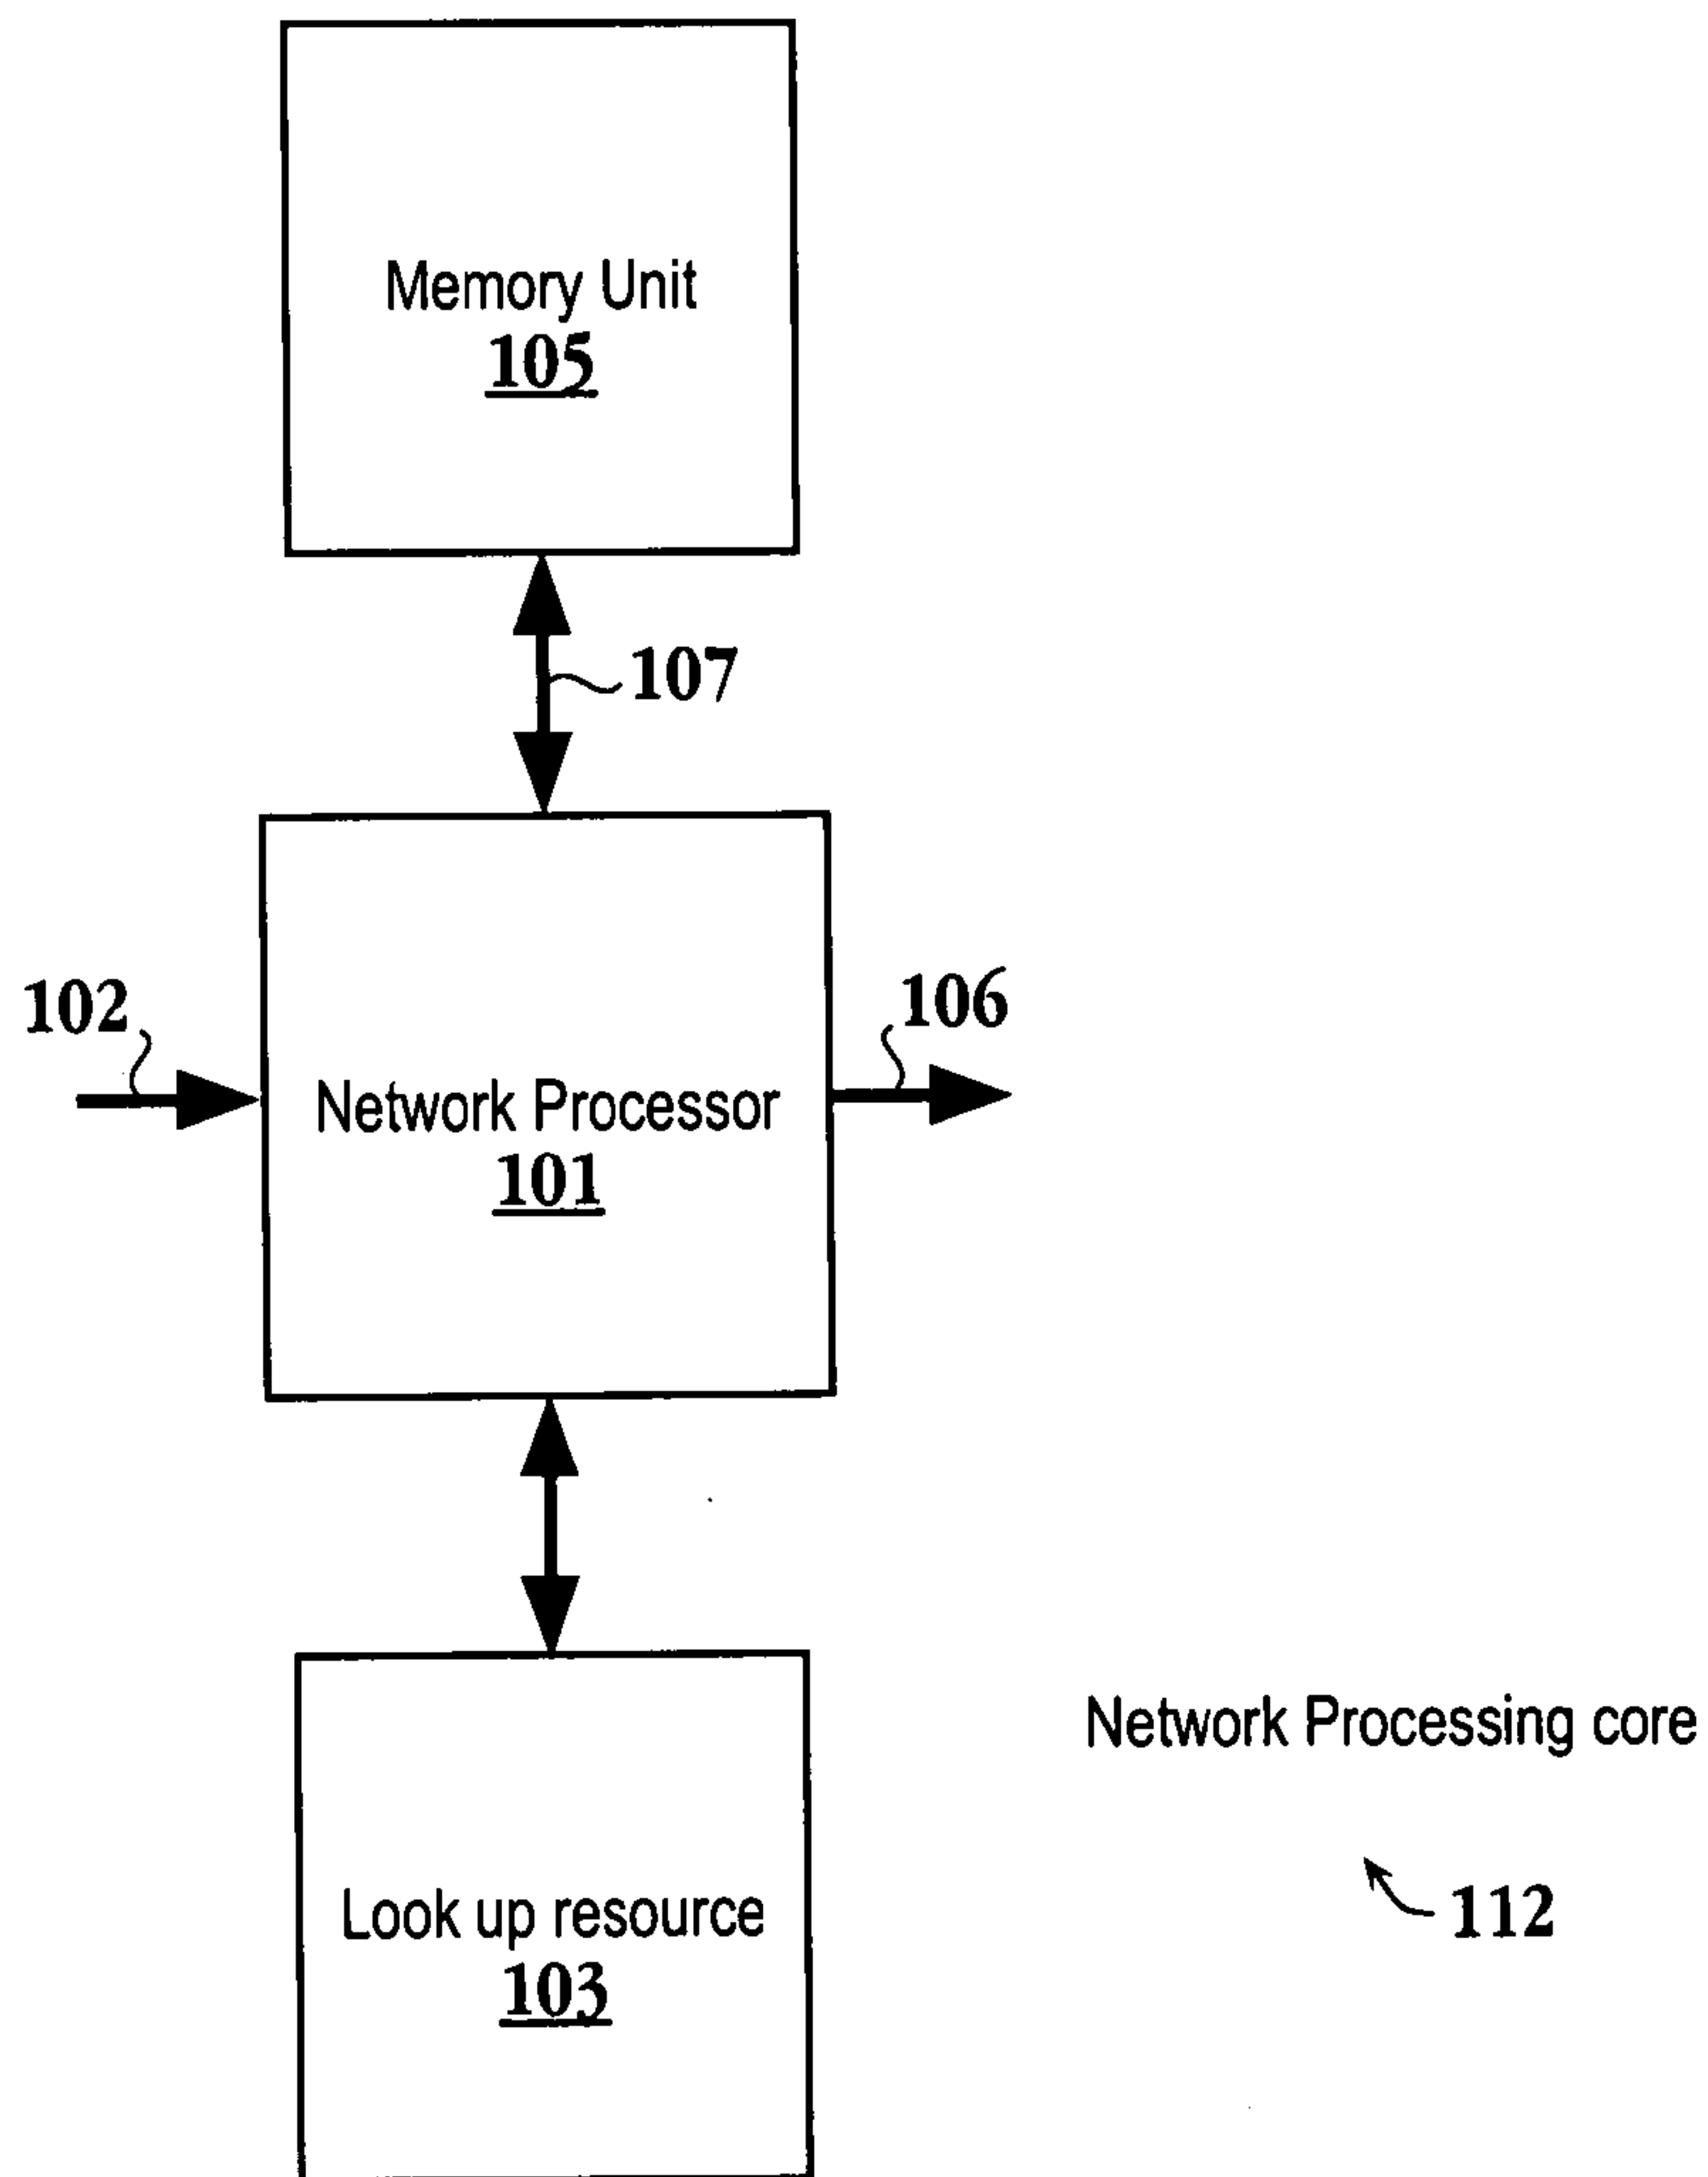 Memory Unit
105
107
102
106
Network Processor
101
Network Processing core
Look up resource
112
103